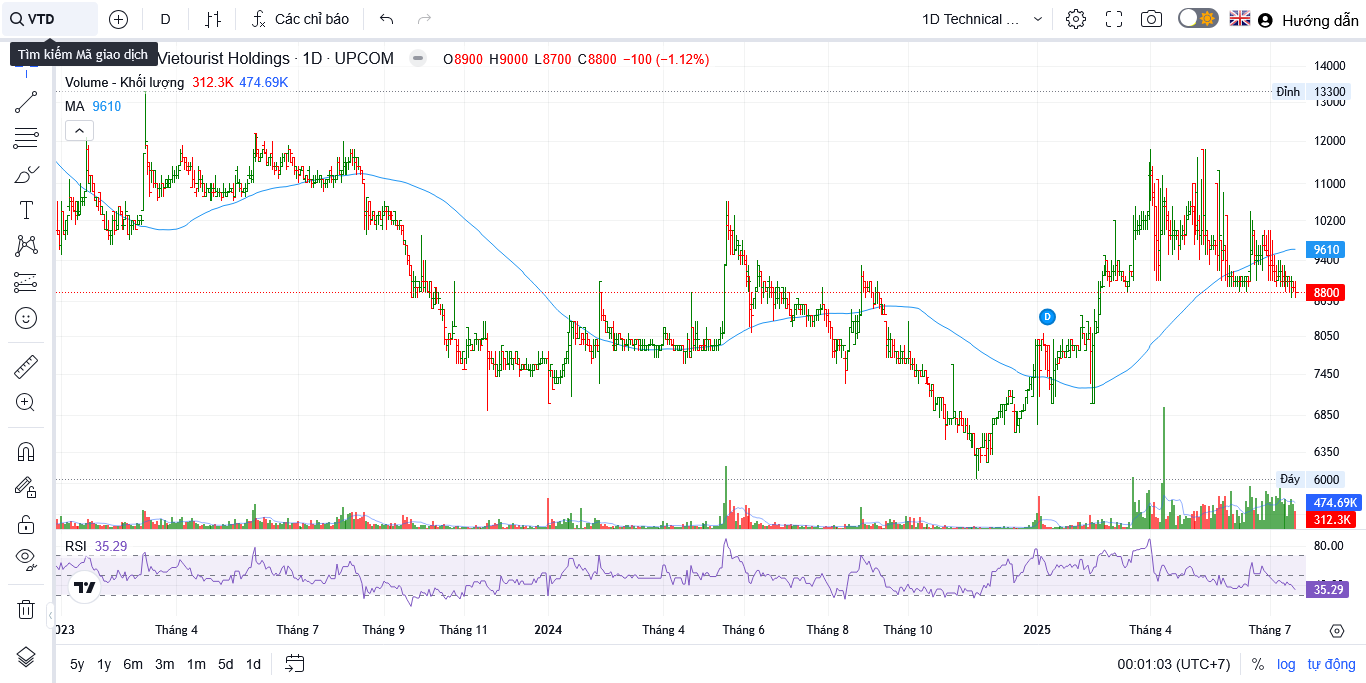 VTD
D
Các chỉ báo
1D Technical ...
Hướng dẫn
Tìm kiếm Mã giao dịch
Vietourist Holdings · 1D · UPCOM
O8900 H9000 L8700 C8800 −100 (−1.12%)
Volume - Khối lượng 312.3K 474.69K
MA 9610
14000
Đỉnh 13300
13000
12000
11000
10200
9610
9400
8800
8050
7450
6850
6350
Đáy 6000
474.69K
312.3K
D
RSI 35.29
80.00
35.29
023 Tháng 4 Tháng 7 Tháng 9 Tháng 11 2024 Tháng 4 Tháng 6 Tháng 8 Tháng 10 2025 Tháng 4 Tháng 7
5y 1y 6m 3m 1m 5d 1d
00:01:03 (UTC+7) % log tự động